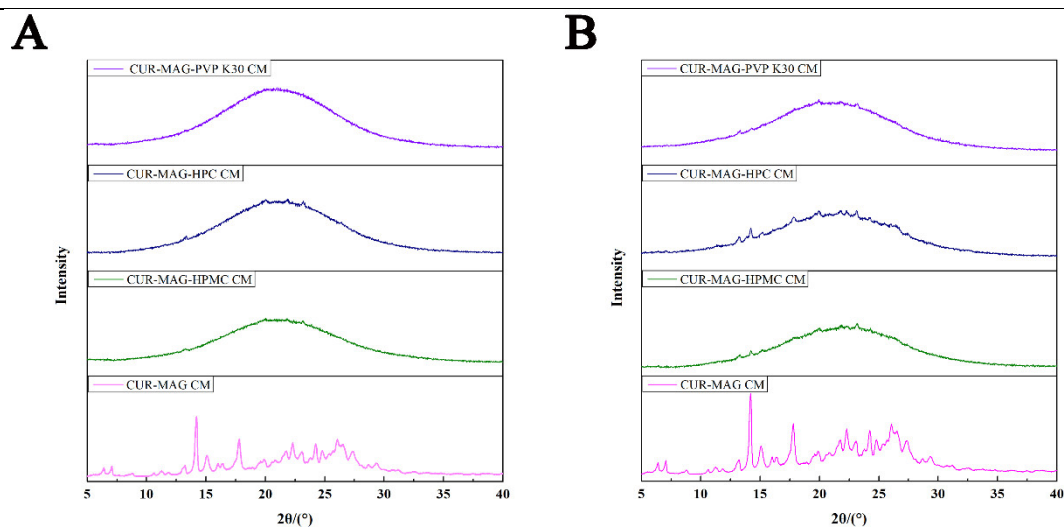 A
CUR-MAG-PVP K30 CM
CUR-MAG-HPC CM
CUR-MAG-HPMC CM
CUR-MAG CM
Intensity
5 10 15 20 25 30 35 40
2θ/(°)
B
CUR-MAG-PVP K30 CM
CUR-MAG-HPC CM
CUR-MAG-HPMC CM
CUR-MAG CM
Intensity
5 10 15 20 25 30 35 40
2θ/(°)